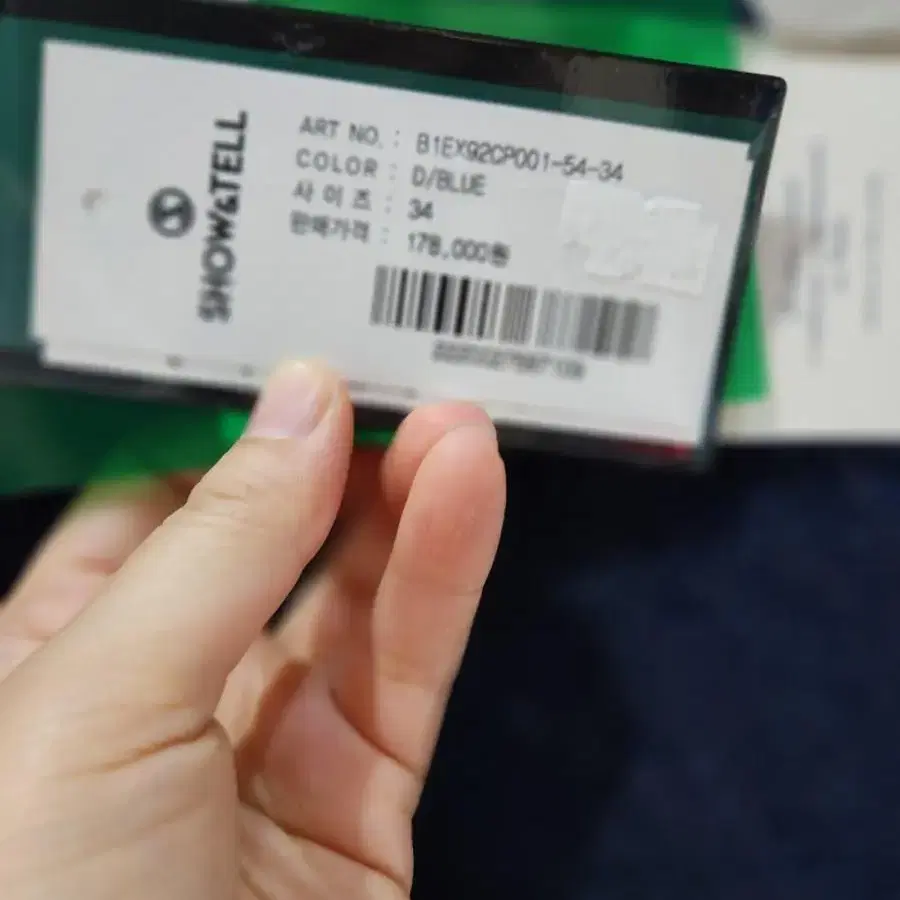 SHOW&TELL
ART NO. : B1EX92CP001-54-34
COLOR : D/BLUE
사 이 즈 : 34
판매가격 : 178,000원